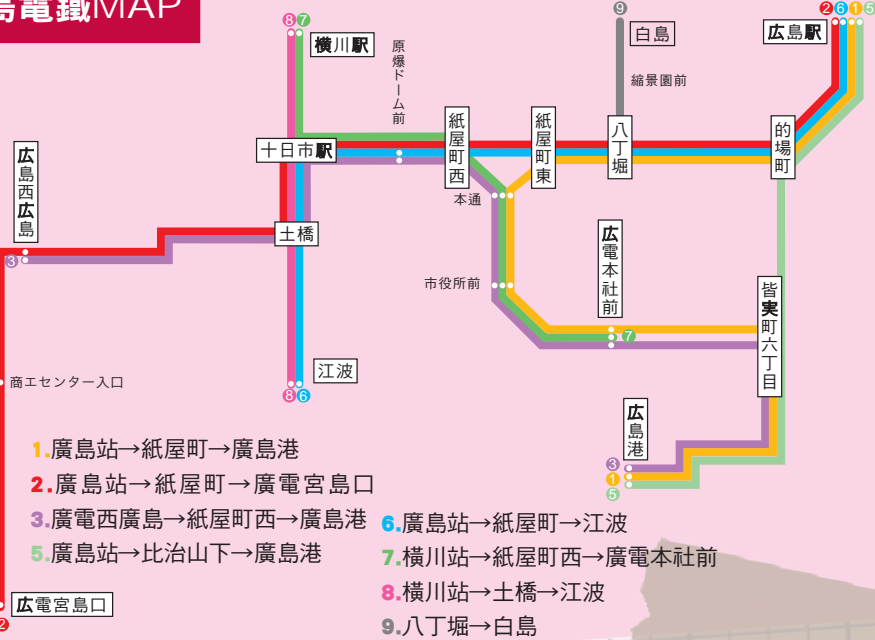 島電鐵MAP
8 7
横川駅
原爆ドーム前
9
白島
縮景園前
2 6 1 5
広島駅
広島西広島
3
十日市駅
紙屋町西
紙屋町東
八丁堀
的場町
土橋
本通
市役所前
広電本社前
7
皆実町六丁目
商工センター入口
江波
8 6
広島港
3
1
5
広電宮島口
2
1.廣島站→紙屋町→廣島港
2.廣島站→紙屋町→廣電宮島口
3.廣電西廣島→紙屋町西→廣島港
5.廣島站→比治山下→廣島港
6.廣島站→紙屋町→江波
7.橫川站→紙屋町西→廣電本社前
8.橫川站→土橋→江波
9.八丁堀→白島